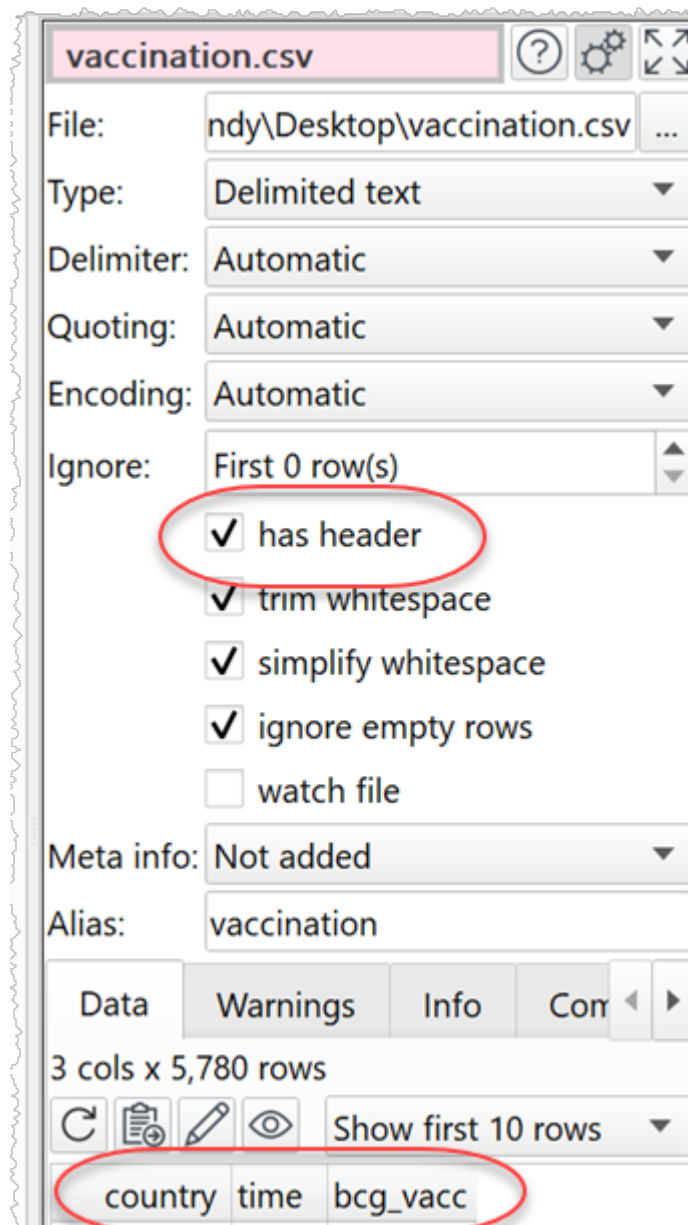 vaccination.csv ?
File: ndy\Desktop\vaccination.csv ...
Type: Delimited text
Delimiter: Automatic
Quoting: Automatic
Encoding: Automatic
Ignore: First 0 row(s)
has header
trim whitespace
simplify whitespace
ignore empty rows
watch file
Meta info: Not added
Alias: vaccination
Data Warnings Info Com
3 cols x 5,780 rows
Show first 10 rows
country time bcg_vacc